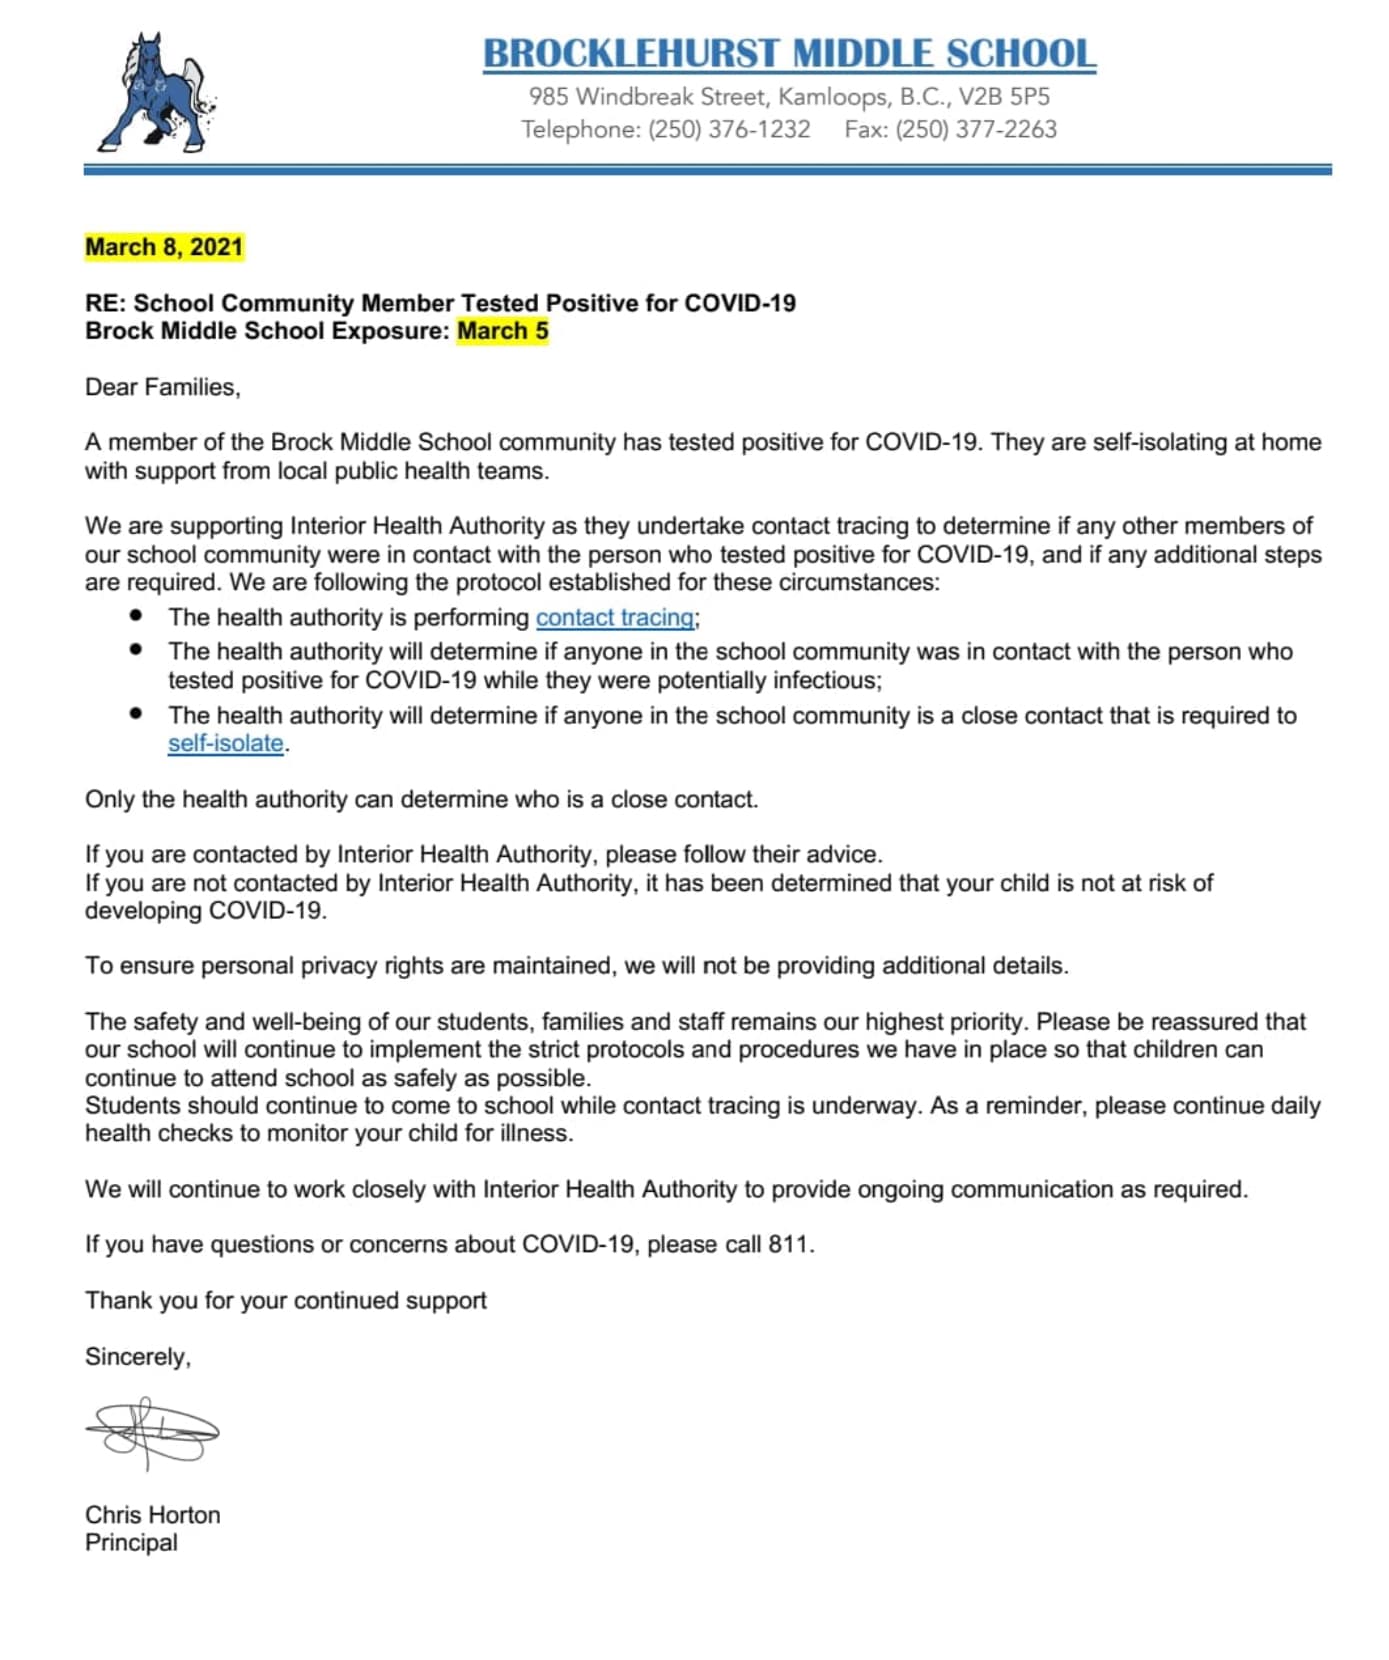 BROCKLEHURST MIDDLE SCHOOL
985 Windbreak Street, Kamloops, B.C., V2B 5P5
Telephone: (250) 376-1232 Fax: (250) 377-2263
March 8, 2021
RE: School Community Member Tested Positive for COVID-19
Brock Middle School Exposure: March 5
Dear Families,
A member of the Brock Middle School community has tested positive for COVID-19. They are self-isolating at home
with support from local public health teams.
We are supporting Interior Health Authority as they undertake contact tracing to determine if any other members of
our school community were in contact with the person who tested positive for COVID-19, and if any additional steps
are required. We are following the protocol established for these circumstances:
● The health authority is performing contact tracing;
● The health authority will determine if anyone in the school community was in contact with the person who
tested positive for COVID-19 while they were potentially infectious;
● The health authority will determine if anyone in the school community is a close contact that is required to
self-isolate.
Only the health authority can determine who is a close contact.
If you are contacted by Interior Health Authority, please follow their advice.
If you are not contacted by Interior Health Authority, it has been determined that your child is not at risk of
developing COVID-19.
To ensure personal privacy rights are maintained, we will not be providing additional details.
The safety and well-being of our students, families and staff remains our highest priority. Please be reassured that
our school will continue to implement the strict protocols and procedures we have in place so that children can
continue to attend school as safely as possible.
Students should continue to come to school while contact tracing is underway. As a reminder, please continue daily
health checks to monitor your child for illness.
We will continue to work closely with Interior Health Authority to provide ongoing communication as required.
If you have questions or concerns about COVID-19, please call 811.
Thank you for your continued support
Sincerely,
Chris Horton
Principal